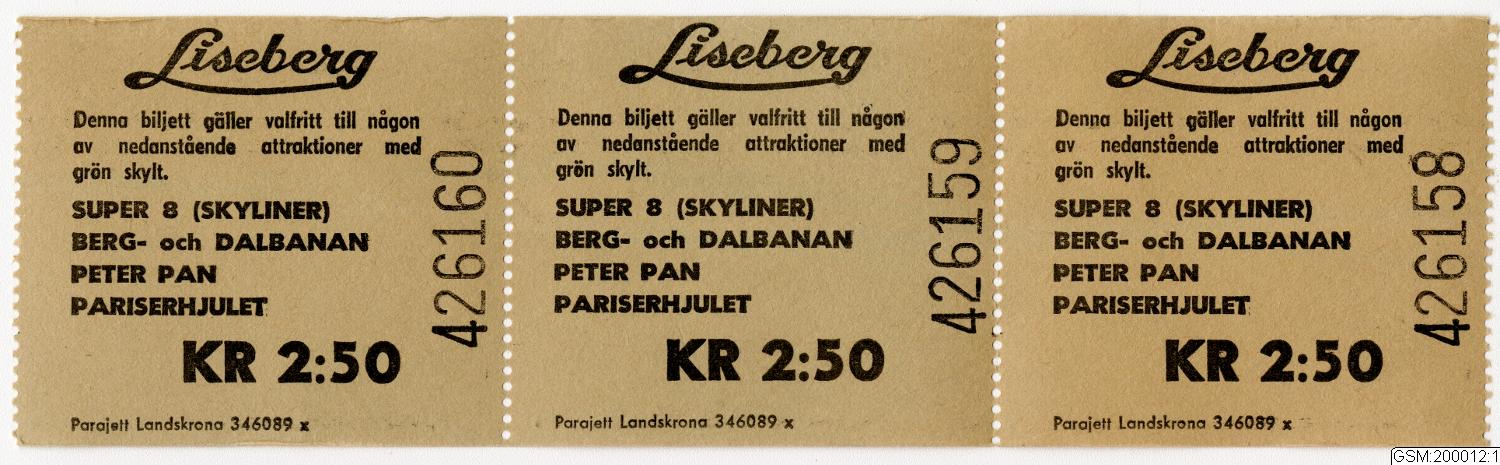 Liseberg
Denna biljett gäller valfritt till någon
av nedanstående attraktioner med
grön skylt.
SUPER 8 (SKYLINER)
BERG- och DALBANAN
PETER PAN
PARISERHJULET
KR 2:50
Parajett Landskrona 346089 x
426160
Liseberg
Denna biljett gäller valfritt till någon
av nedanstående attraktioner med
grön skylt.
SUPER 8 (SKYLINER)
BERG- och DALBANAN
PETER PAN
PARISERHJULET
KR 2:50
Parajett Landskrona 346089 x
426159
Liseberg
Denna biljett gäller valfritt till någon
av nedanstående attraktioner med
grön skylt.
SUPER 8 (SKYLINER)
BERG- och DALBANAN
PETER PAN
PARISERHJULET
KR 2:50
Parajett Landskrona 346089 x
426158
GSM:200012:1